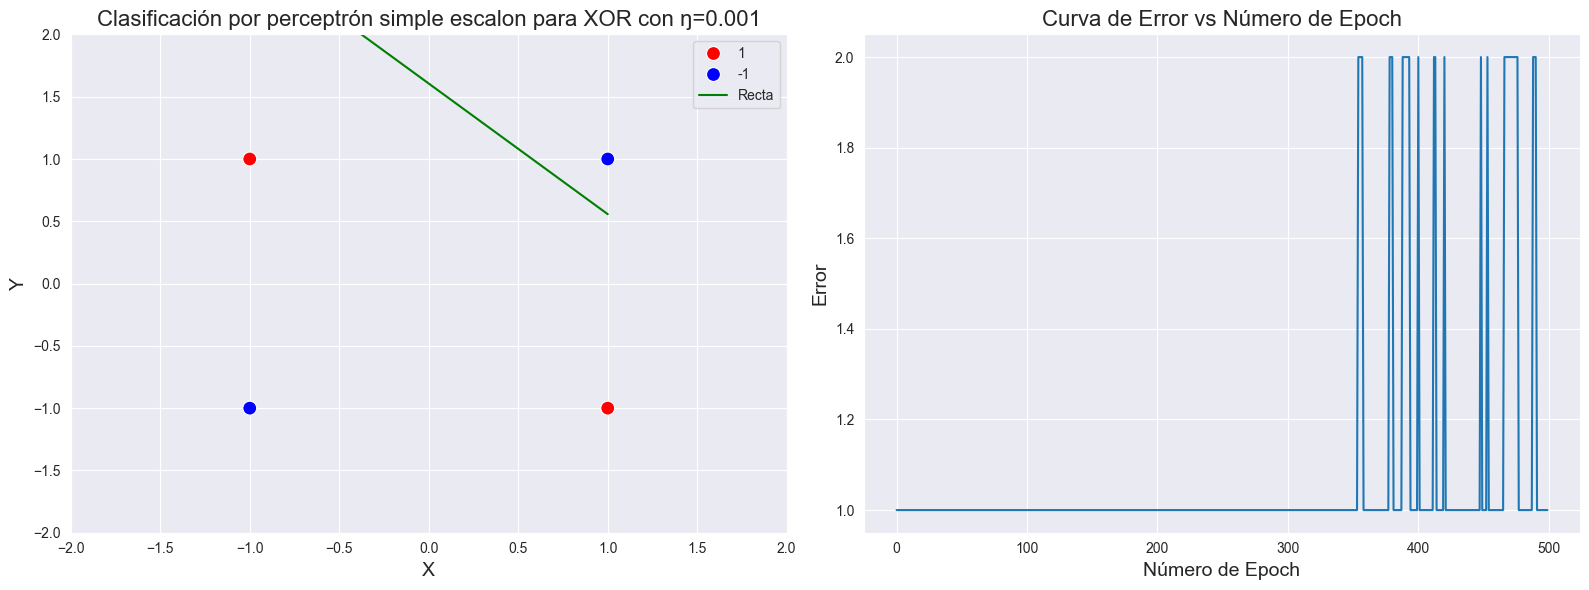 Clasificación por perceptrón simple escalon para XOR con ŋ=0.001
2.0
1.5
1.0
0.5
0.0
−0.5
−1.0
−1.5
−2.0
Y
−2.0 −1.5 −1.0 −0.5 0.0 0.5 1.0 1.5 2.0
X
1
-1
Recta
Curva de Error vs Número de Epoch
2.0
1.8
1.6
1.4
1.2
1.0
Error
0 100 200 300 400 500
Número de Epoch